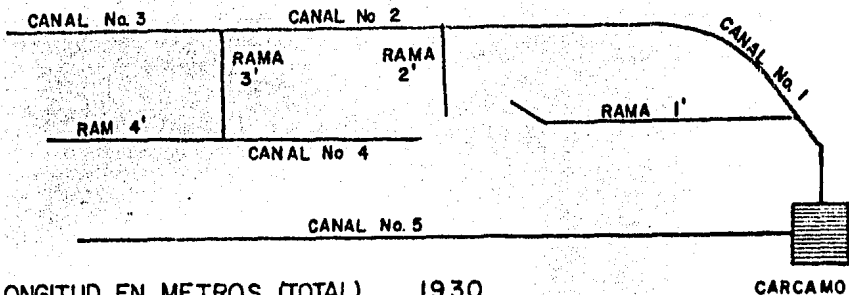 CANAL No. 3
CANAL No 2
RAMA
3'
RAMA
2'
CANAL No. 1
RAMA 1'
RAM 4'
CANAL No 4
CANAL No. 5
ONGITUD EN METROS (TOTAL) 1930
CARCAMO